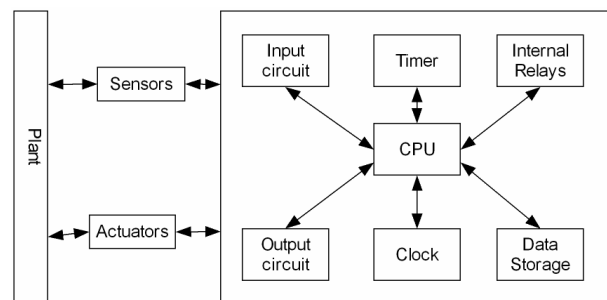 Plant
Sensors
Actuators
Input
circuit
Timer
Internal
Relays
CPU
Output
circuit
Clock
Data
Storage